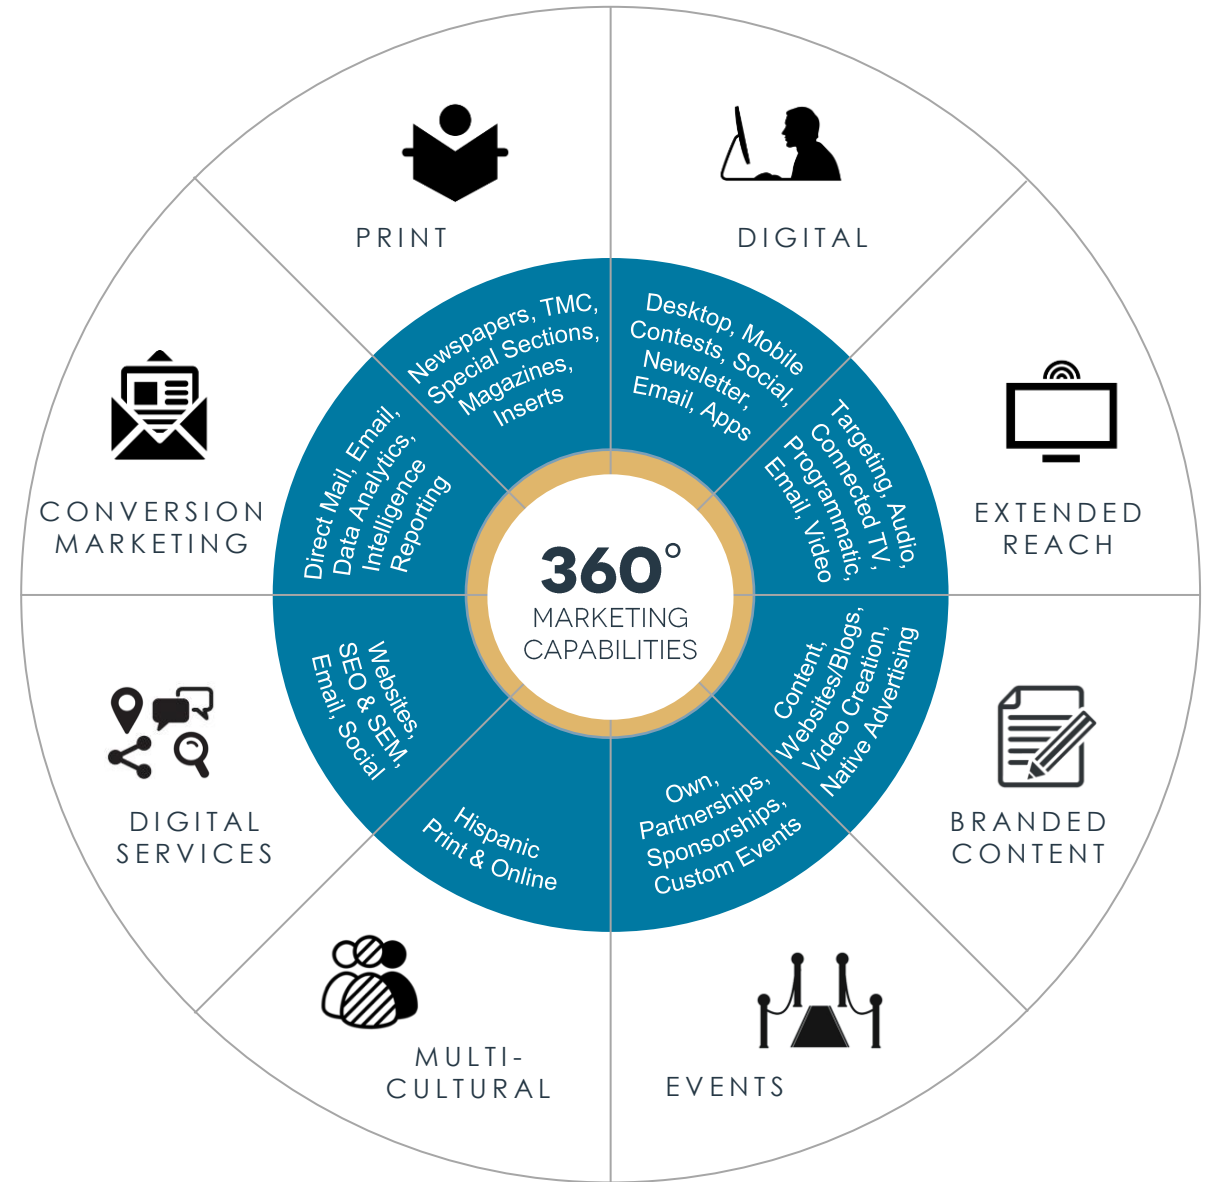 PRINT
DIGITAL
Newspapers, TMC,
Special Sections,
Magazines,
Inserts
Desktop, Mobile
Contests, Social,
Newsletter,
Email, Apps
CONVERSION
MARKETING
Direct Mail, Email,
Data Analytics,
Intelligence
Reporting
Targeting, Audio,
Connected TV,
Programmatic,
Email, Video
EXTENDED
REACH
360°
MARKETING
CAPABILITIES
DIGITAL
SERVICES
Websites,
SEO & SEM,
Email, Social
Content,
Websites/Blogs,
Video Creation,
Native Advertising
BRANDED
CONTENT
Hispanic
Print & Online
Own,
Partnerships,
Sponsorships,
Custom Events
MULTI-
CULTURAL
EVENTS